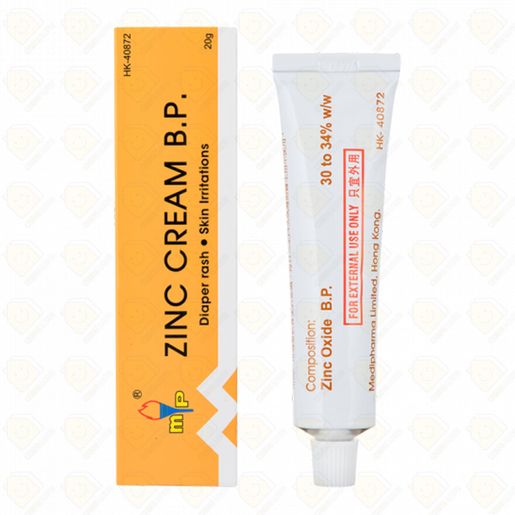 HK-40872
20g
ZINC CREAM B.P.
Diaper rash • Skin Irritations
®
mp
Composition:
Zinc Oxide B.P. 30 to 34% w/w
FOR EXTERNAL USE ONLY 只宜外用
Medipharma Limited, Hong Kong. HK- 40872